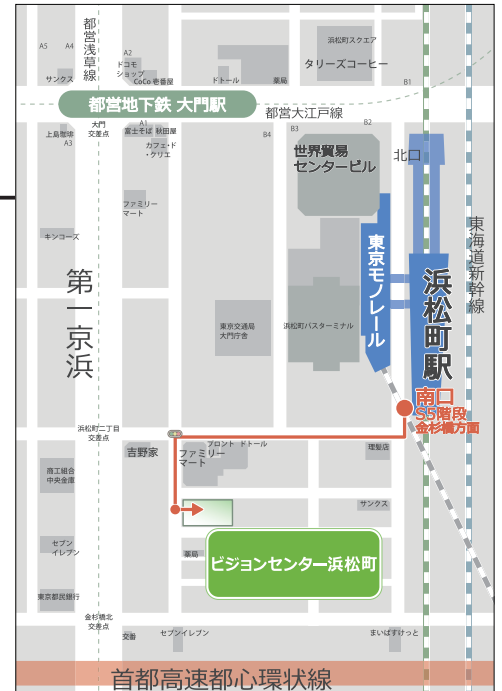 都営浅草線
A5
A4
A2
サンクス
ドコモ
ショップ
CoCo壱番屋
ドトール
薬局
浜松町スクエア
タリーズコーヒー
B1
都営地下鉄 大門駅
都営大江戸線
上島珈琲
A3
大門
交差点
A1
富士そば
秋田屋
カフェ・ド
・クリエ
B4
B3
B2
世界貿易
センタービル
北口
ファミリー
マート
キンコーズ
第一京浜
東京モノレール
浜松町駅
東海道新幹線
東京交通局
大門庁舎
浜松町バスターミナル
南口
S5階段
金杉橋方面
浜松町二丁目
交差点
吉野家
ファミリー
マート
プロント
ドトール
理髪店
商工組合
中央金庫
サンクス
セブン
イレブン
薬局
ビジョンセンター浜松町
東京都民銀行
金杉橋北
交差点
交番
セブンイレブン
まいばすけっと
首都高速都心環状線